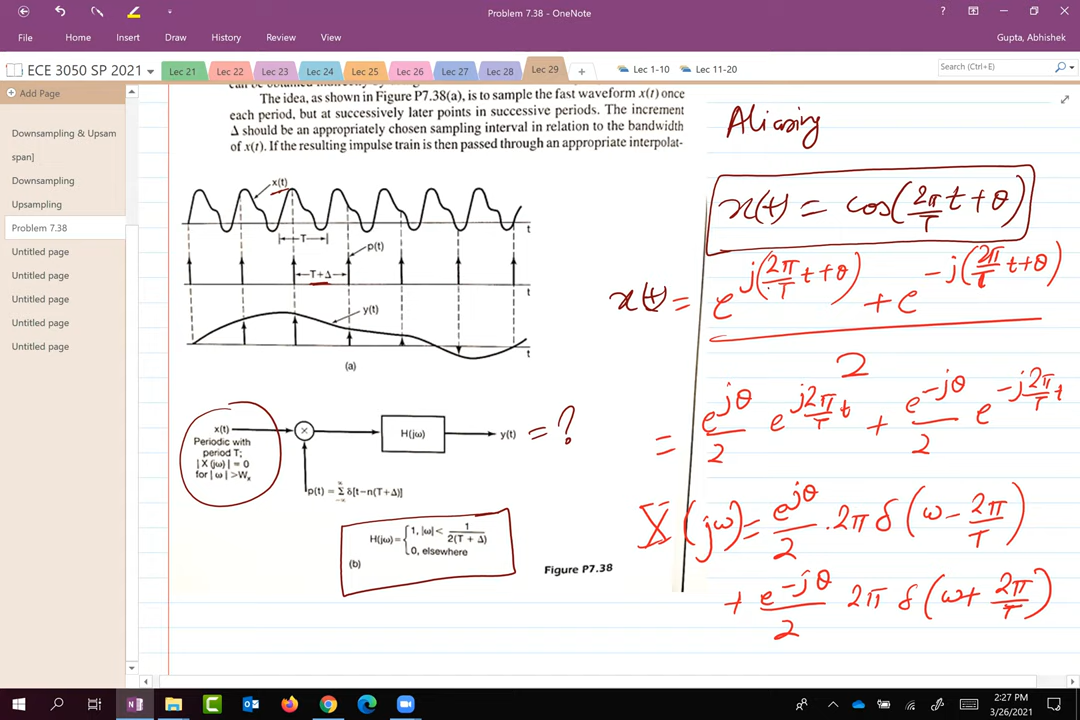 Problem 7.38 - OneNote
Gupta, Abhishek
File Home Insert Draw History Review View
ECE 3050 SP 2021
Lec 21 Lec 22 Lec 23 Lec 24 Lec 25 Lec 26 Lec 27 Lec 28 Lec 29 + Lec 1-10 Lec 11-20
Search (Ctrl+E)
Add Page
Downsampling & Upsam
span]
Downsampling
Upsampling
Problem 7.38
Untitled page
Untitled page
Untitled page
Untitled page
Untitled page
The idea, as shown in Figure P7.38(a), is to sample the fast waveform x(t) once
each period, but at successively later points in successive periods. The increment
Δ should be an appropriately chosen sampling interval in relation to the bandwidth
of x(t). If the resulting impulse train is then passed through an appropriate interpolat-
x(t)
t
T
p(t)
T+Δ
t
y(t)
t
(a)
x(t)
Periodic with
period T;
|X(jω)| = 0
for |ω| >Wx
×
H(jω)
y(t)
= ?
p(t) = Σ δ[t-n(T+Δ)]
∞
-∞
H(jω)= { 1, |ω| < 1/2(T + Δ)
0, elsewhere
(b)
Figure P7.38
Aliasing
x(t) = cos(2π/T t+θ)
x(t) = (e^{j(2π/T t+θ)} + e^{-j(2π/T t+θ)})/2
= e^{jθ}/2 e^{j2π/T t} + e^{-jθ}/2 e^{-j2π/T t}
X(jω)= e^{jθ}/2 . 2π δ(ω- 2π/T)
+ e^{-jθ}/2 2π δ(ω+ 2π/T)
2:27 PM
3/26/2021